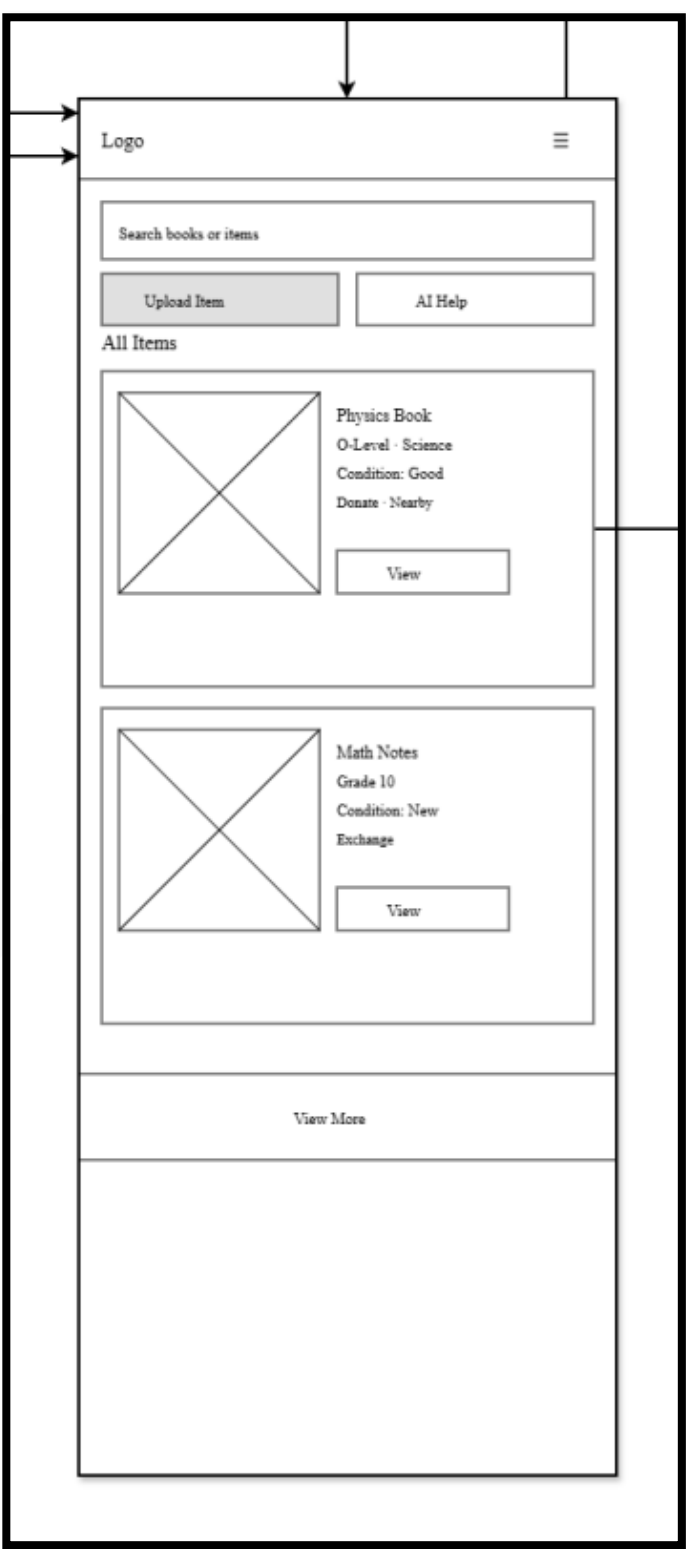 Logo ☰
Search books or items
Upload Item AI Help
All Items
Physics Book
O-Level · Science
Condition: Good
Donate · Nearby
View
Math Notes
Grade 10
Condition: New
Exchange
View
View More